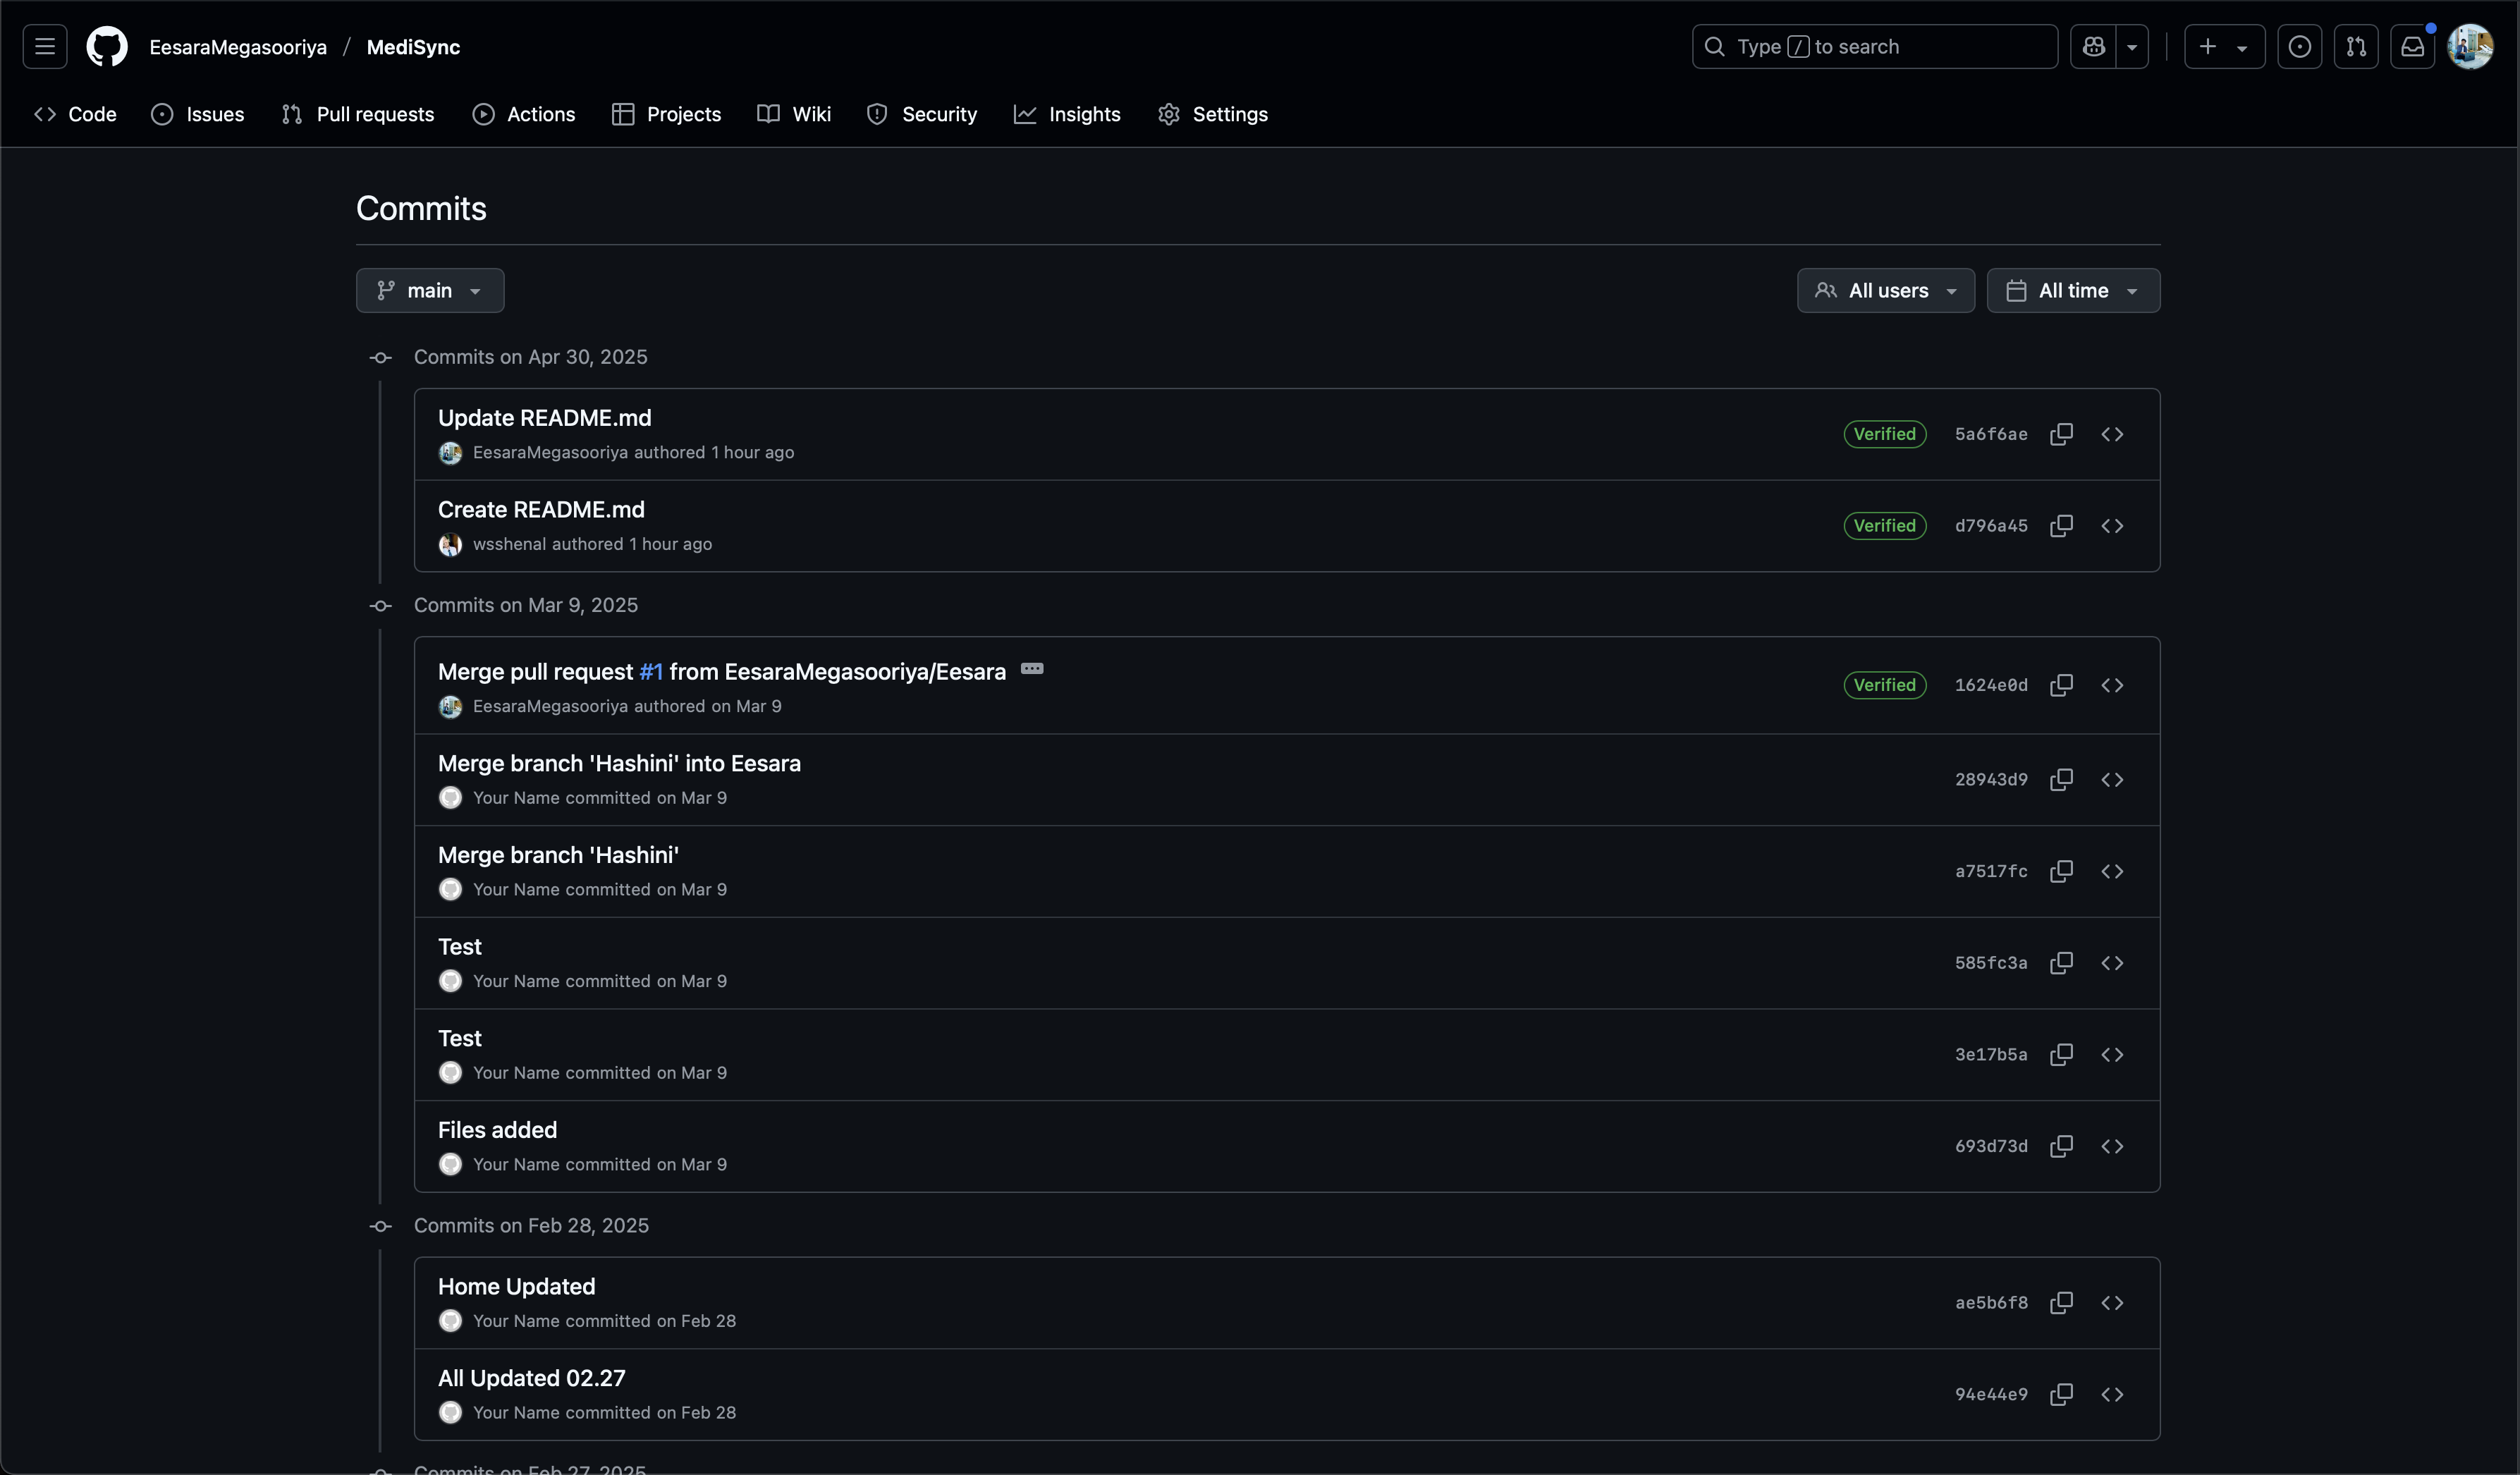 EesaraMegasooriya / MediSync
Type / to search
Code Issues Pull requests Actions Projects Wiki Security Insights Settings
Commits
main
All users All time
Commits on Apr 30, 2025
Update README.md
EesaraMegasooriya authored 1 hour ago
Verified 5a6f6ae
Create README.md
wsshenal authored 1 hour ago
Verified d796a45
Commits on Mar 9, 2025
Merge pull request #1 from EesaraMegasooriya/Eesara
EesaraMegasooriya authored on Mar 9
Verified 1624e0d
Merge branch 'Hashini' into Eesara
Your Name committed on Mar 9
28943d9
Merge branch 'Hashini'
Your Name committed on Mar 9
a7517fc
Test
Your Name committed on Mar 9
585fc3a
Test
Your Name committed on Mar 9
3e17b5a
Files added
Your Name committed on Mar 9
693d73d
Commits on Feb 28, 2025
Home Updated
Your Name committed on Feb 28
ae5b6f8
All Updated 02.27
Your Name committed on Feb 28
94e44e9
Commits on Feb 27, 2025